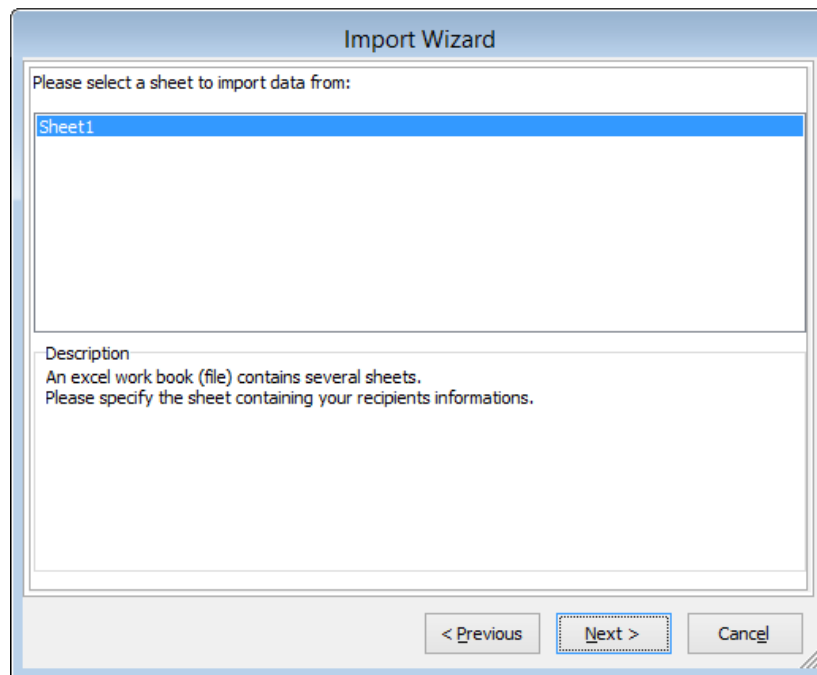 Import Wizard
Please select a sheet to import data from:
Sheet1
Description
An excel work book (file) contains several sheets.
Please specify the sheet containing your recipients informations.
< Previous
Next >
Cancel